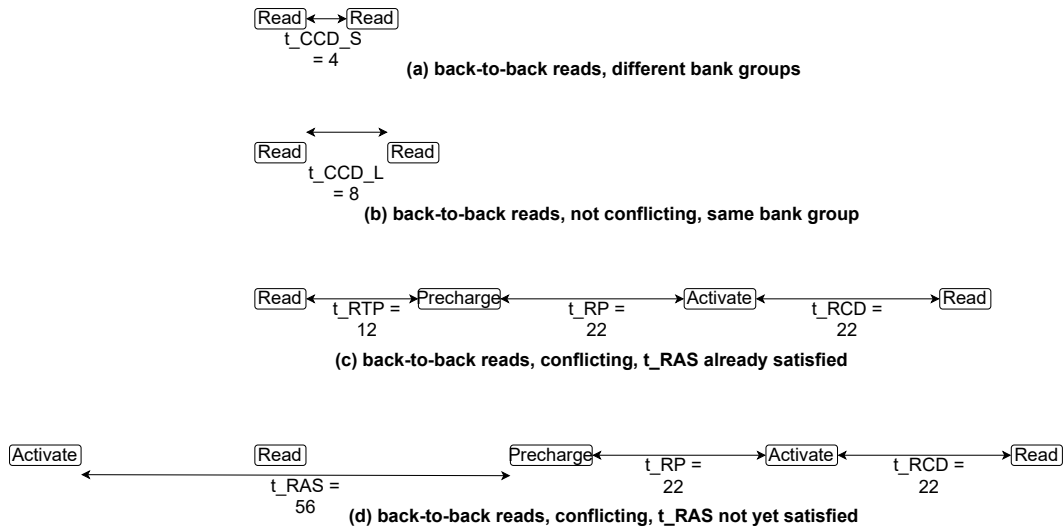 Read Read
t_CCD_S
= 4
(a) back-to-back reads, different bank groups
Read Read
t_CCD_L
= 8
(b) back-to-back reads, not conflicting, same bank group
Read Precharge Activate Read
t_RTP = t_RP = t_RCD =
12 22 22
(c) back-to-back reads, conflicting, t_RAS already satisfied
Activate Read Precharge Activate Read
t_RAS = t_RP = t_RCD =
56 22 22
(d) back-to-back reads, conflicting, t_RAS not yet satisfied